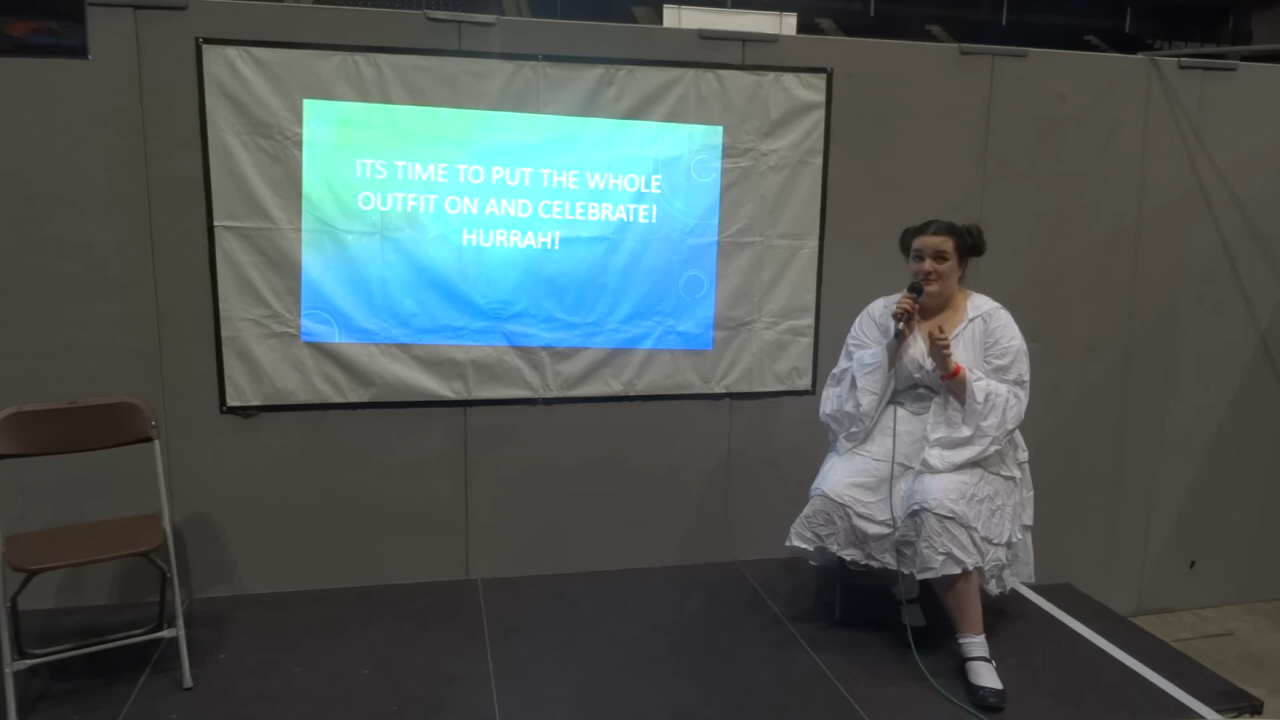 ITS TIME TO PUT THE WHOLE
OUTFIT ON AND CELEBRATE!
HURRAH!